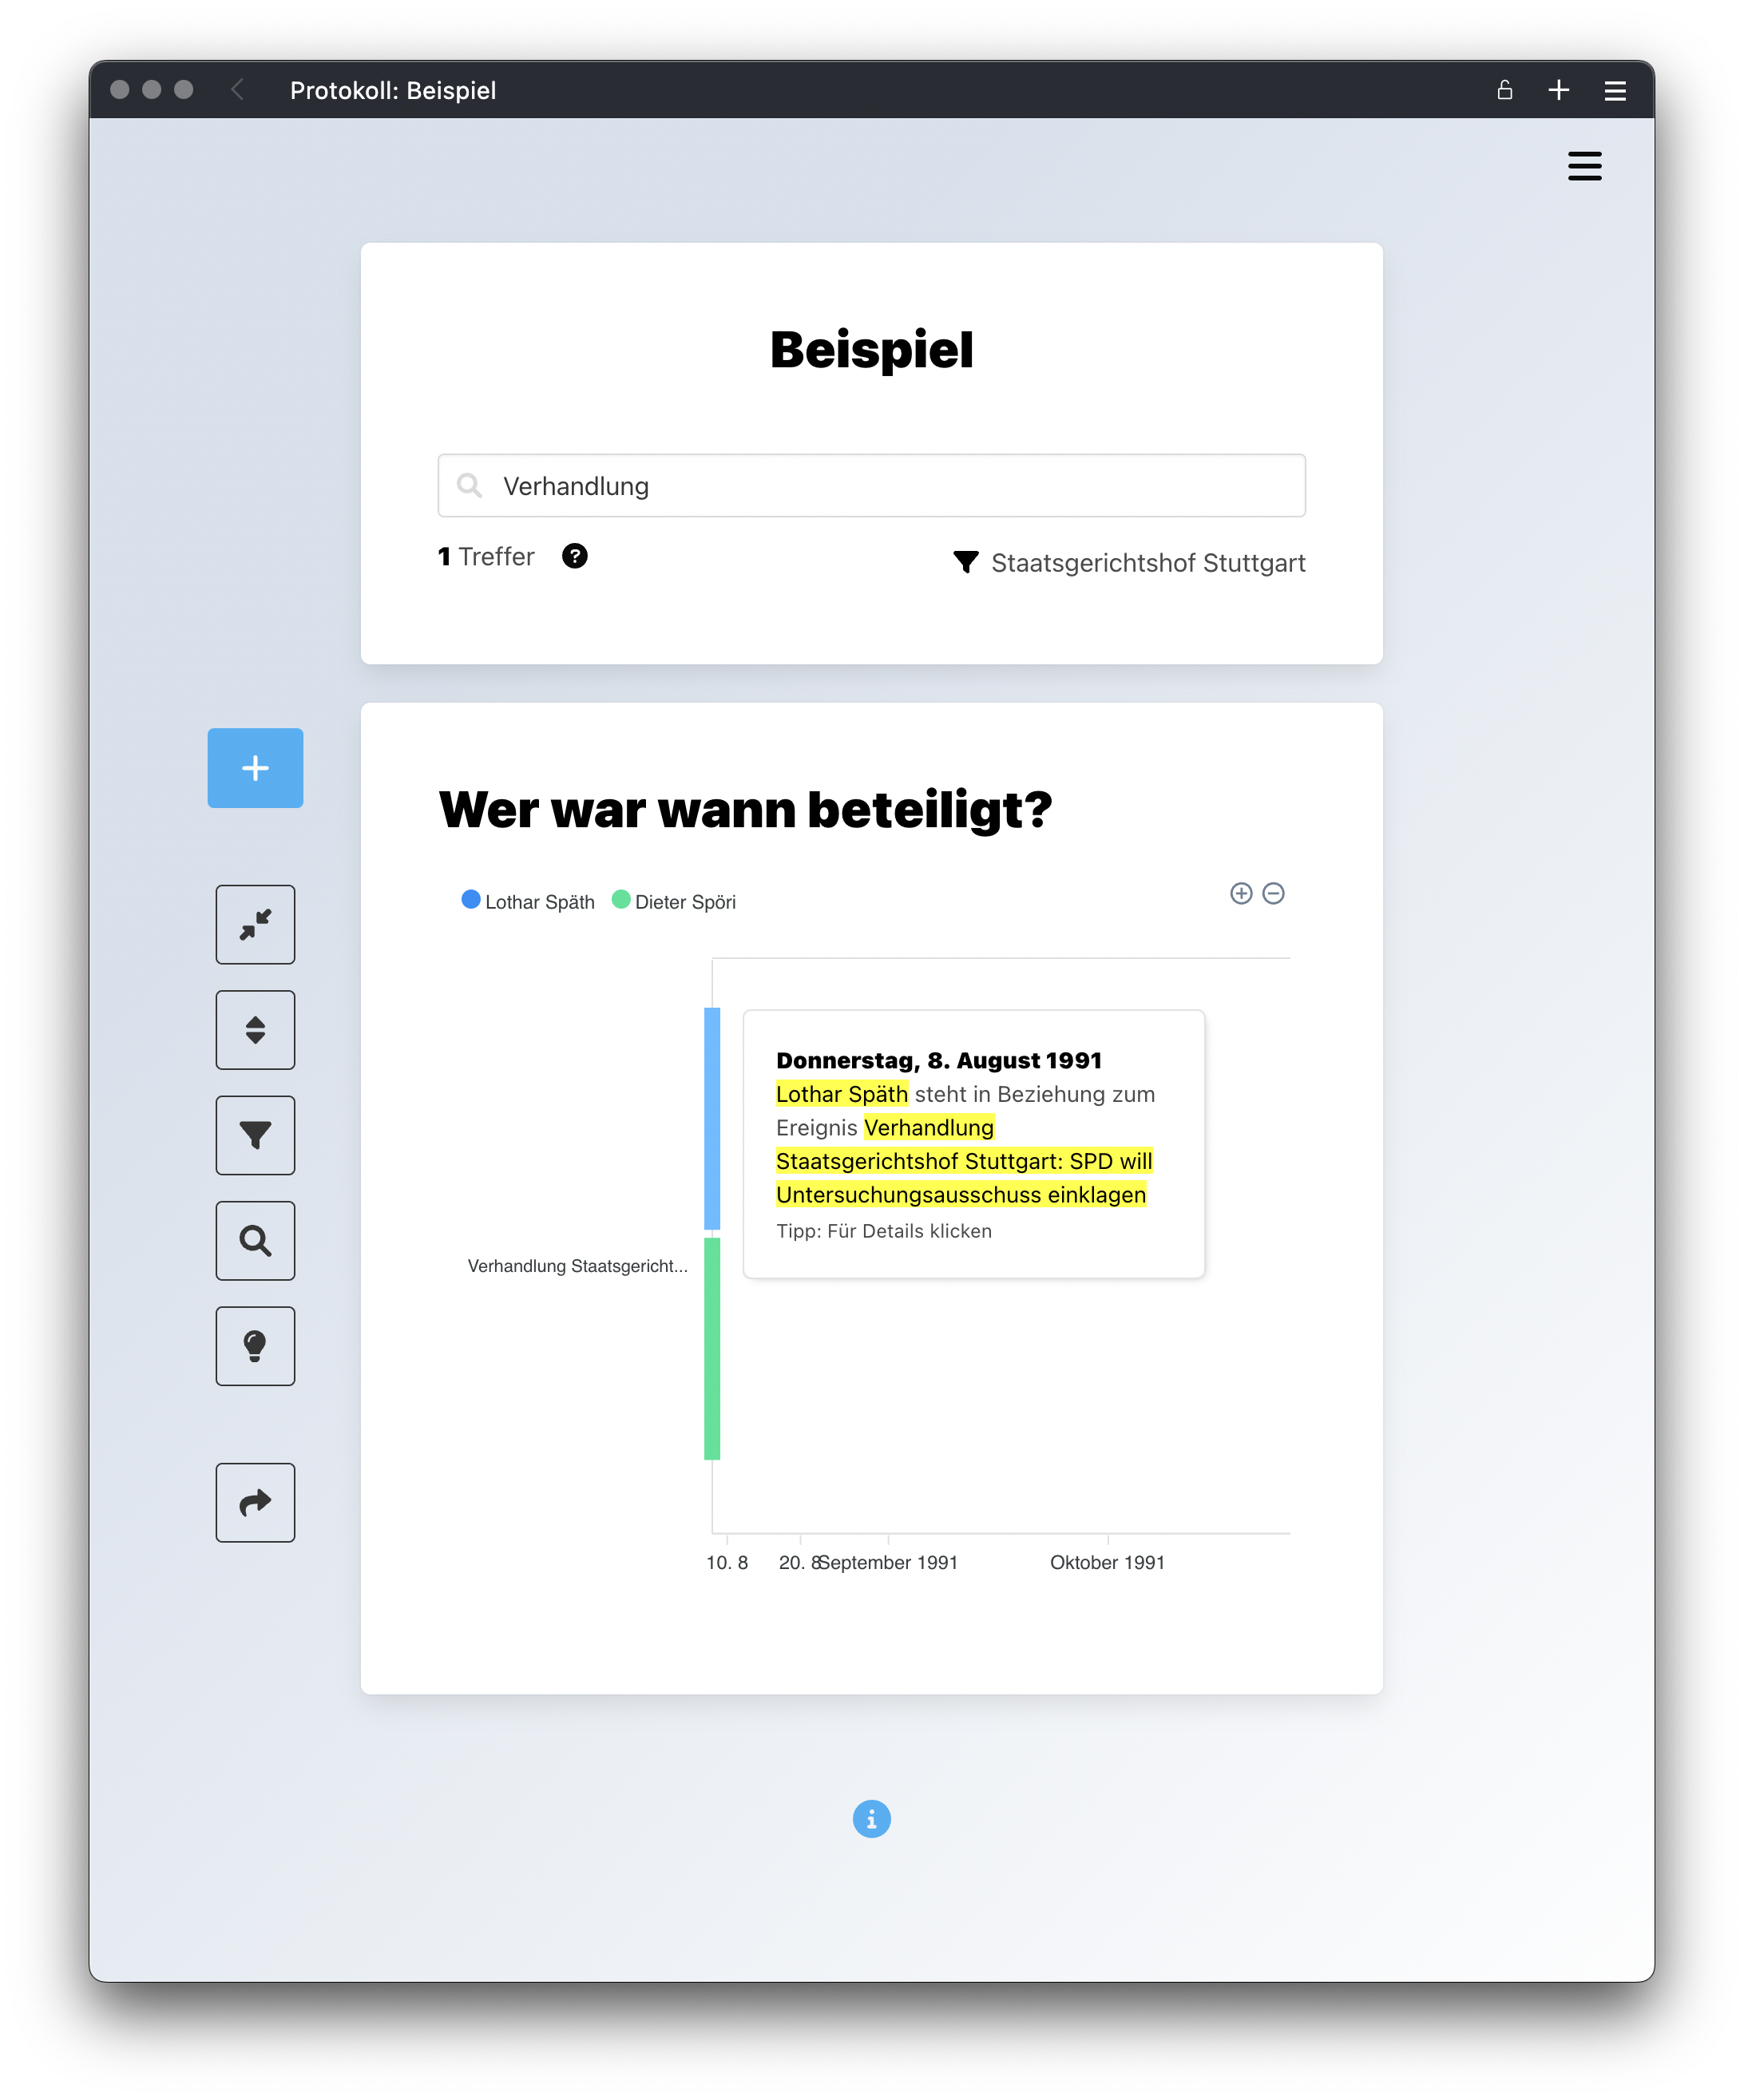 Protokoll: Beispiel
Beispiel
Verhandlung
1 Treffer
Staatsgerichtshof Stuttgart
Wer war wann beteiligt?
Lothar Späth
Dieter Spöri
Donnerstag, 8. August 1991
Lothar Späth steht in Beziehung zum
Ereignis Verhandlung
Staatsgerichtshof Stuttgart: SPD will
Untersuchungsausschuss einklagen
Tipp: Für Details klicken
Verhandlung Staatsgericht...
10. 8
20. 8
September 1991
Oktober 1991